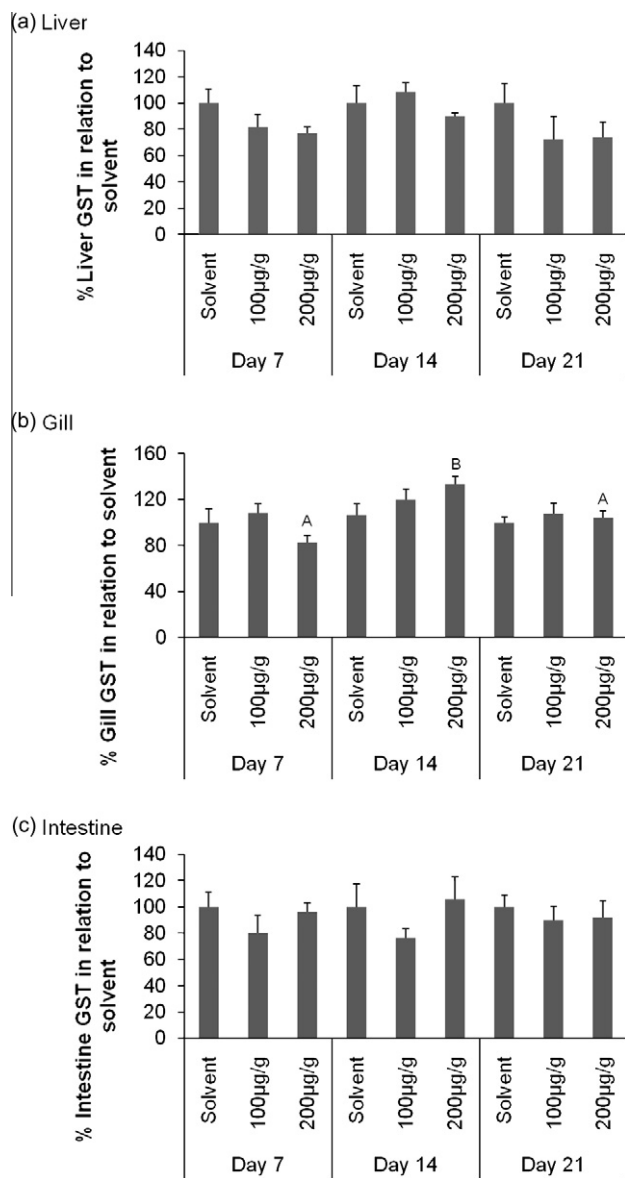 (a) Liver
% Liver GST in relation to
solvent
140
120
100
80
60
40
20
0
Solvent
100µg/g
200µg/g
Solvent
100µg/g
200µg/g
Solvent
100µg/g
200µg/g
Day 7
Day 14
Day 21
(b) Gill
% Gill GST in relation to solvent
160
120
80
40
0
A
B
A
Solvent
100µg/g
200µg/g
Solvent
100µg/g
200µg/g
Solvent
100µg/g
200µg/g
Day 7
Day 14
Day 21
(c) Intestine
% Intestine GST in relation to
solvent
140
120
100
80
60
40
20
0
Solvent
100µg/g
200µg/g
Solvent
100µg/g
200µg/g
Solvent
100µg/g
200µg/g
Day 7
Day 14
Day 21